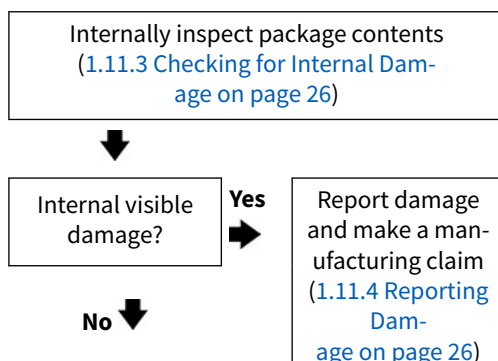 Internally inspect package contents
(1.11.3 Checking for Internal Dam-
age on page 26)
Internal visible
damage?
Yes
Report damage
and make a man-
ufacturing claim
(1.11.4 Reporting
Dam-
age on page 26)
No